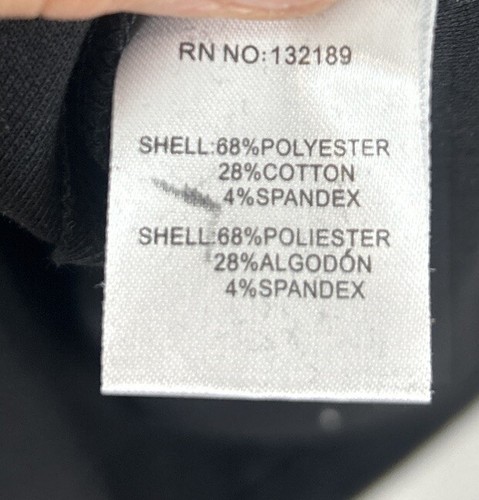 RN NO:132189
SHELL:68%POLYESTER
28%COTTON
4%SPANDEX
SHELL:68%POLIESTER
28%ALGODÓN
4%SPANDEX